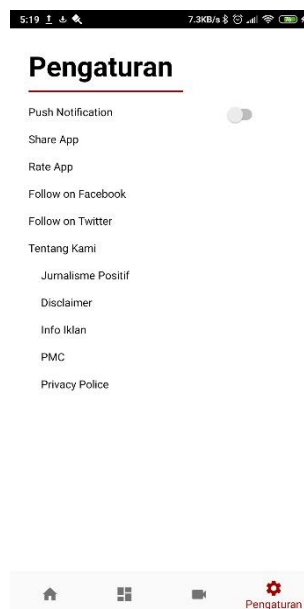 5:19
7.3KB/s
Pengaturan
Push Notification
Share App
Rate App
Follow on Facebook
Follow on Twitter
Tentang Kami
Jurnalisme Positif
Disclaimer
Info Iklan
PMC
Privacy Police
Pengaturan